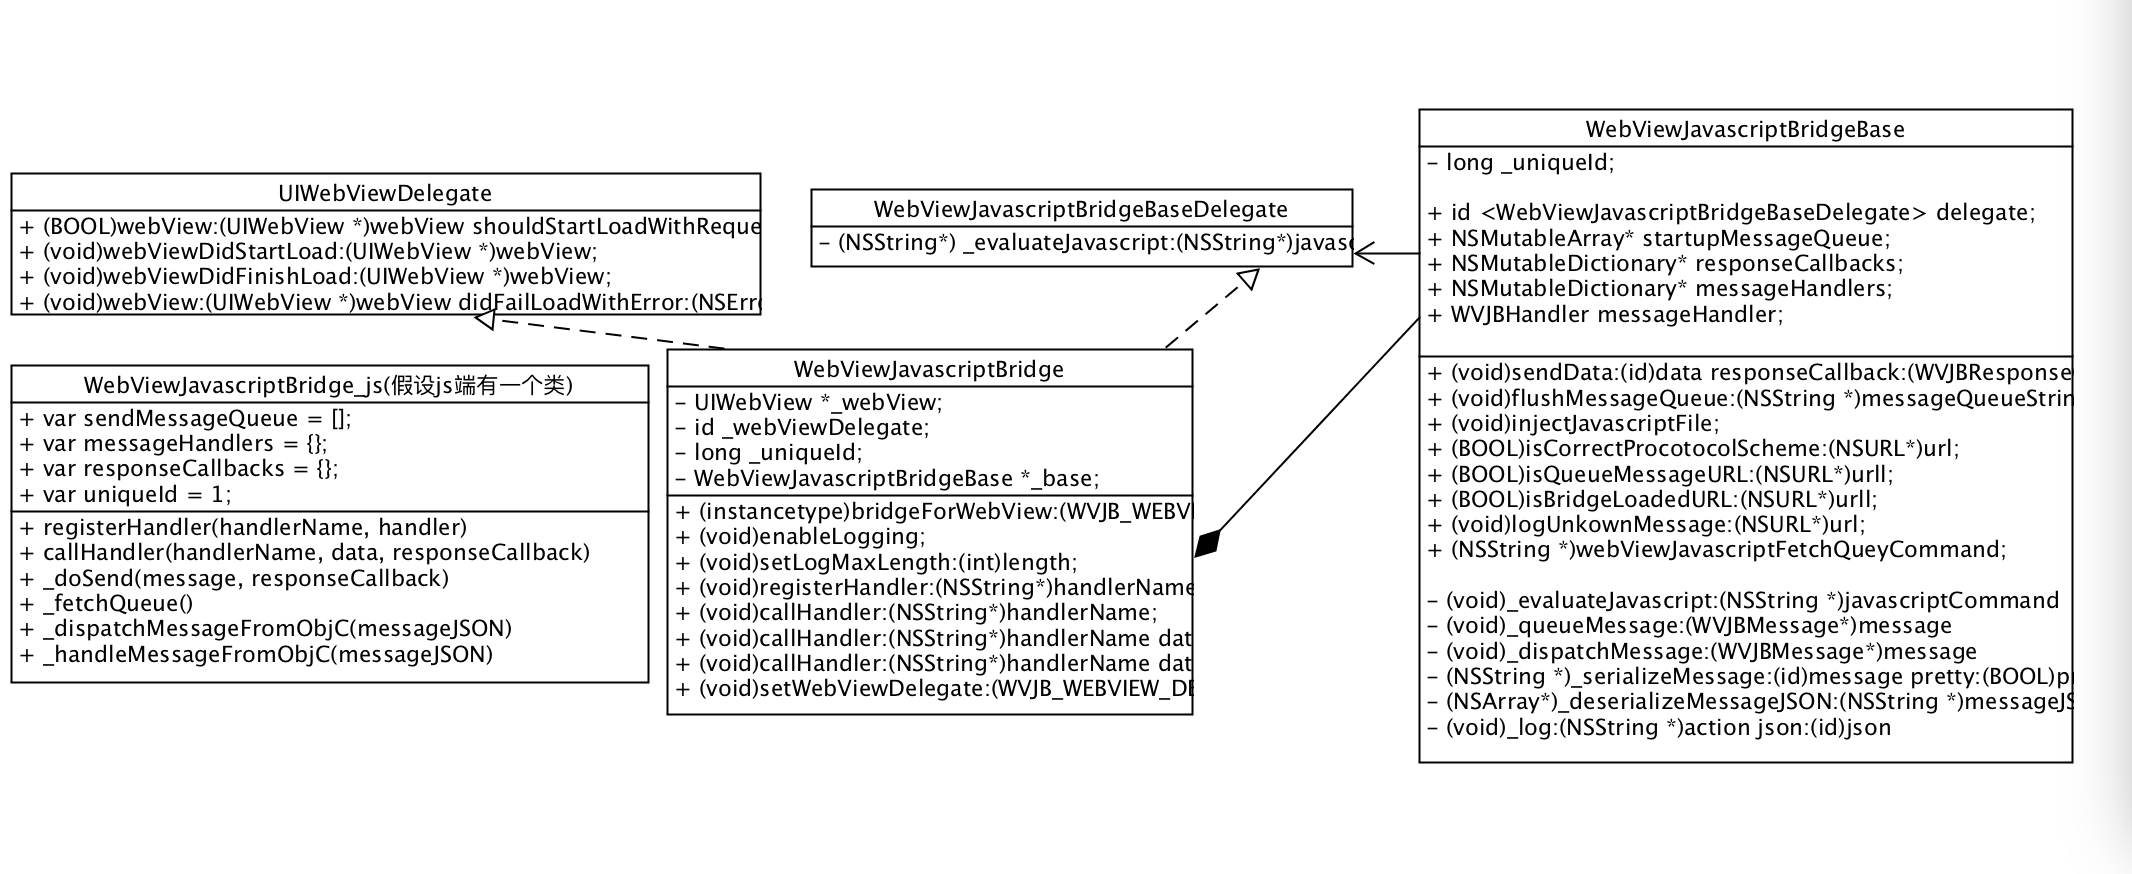 UIWebViewDelegate
+ (BOOL)webView:(UIWebView *)webView shouldStartLoadWithReque
+ (void)webViewDidStartLoad:(UIWebView *)webView;
+ (void)webViewDidFinishLoad:(UIWebView *)webView;
+ (void)webView:(UIWebView *)webView didFailLoadWithError:(NSErro
WebViewJavascriptBridge_js(假设js端有一个类)
+ var sendMessageQueue = [];
+ var messageHandlers = {};
+ var responseCallbacks = {};
+ var uniqueId = 1;
+ registerHandler(handlerName, handler)
+ callHandler(handlerName, data, responseCallback)
+ _doSend(message, responseCallback)
+ _fetchQueue()
+ _dispatchMessageFromObjC(messageJSON)
+ _handleMessageFromObjC(messageJSON)
WebViewJavascriptBridgeBaseDelegate
– (NSString*) _evaluateJavascript:(NSString*)javasc
WebViewJavascriptBridge
– UIWebView *_webView;
– id _webViewDelegate;
– long _uniqueId;
– WebViewJavascriptBridgeBase *_base;
+ (instancetype)bridgeForWebView:(WVJB_WEBVI
+ (void)enableLogging;
+ (void)setLogMaxLength:(int)length;
+ (void)registerHandler:(NSString*)handlerName
+ (void)callHandler:(NSString*)handlerName;
+ (void)callHandler:(NSString*)handlerName dat
+ (void)callHandler:(NSString*)handlerName dat
+ (void)setWebViewDelegate:(WVJB_WEBVIEW_DE
WebViewJavascriptBridgeBase
– long _uniqueId;
+ id <WebViewJavascriptBridgeBaseDelegate> delegate;
+ NSMutableArray* startupMessageQueue;
+ NSMutableDictionary* responseCallbacks;
+ NSMutableDictionary* messageHandlers;
+ WVJBHandler messageHandler;
+ (void)sendData:(id)data responseCallback:(WVJBResponse
+ (void)flushMessageQueue:(NSString *)messageQueueStrin
+ (void)injectJavascriptFile;
+ (BOOL)isCorrectProcotocolScheme:(NSURL*)url;
+ (BOOL)isQueueMessageURL:(NSURL*)urll;
+ (BOOL)isBridgeLoadedURL:(NSURL*)urll;
+ (void)logUnkownMessage:(NSURL*)url;
+ (NSString *)webViewJavascriptFetchQueyCommand;
– (void)_evaluateJavascript:(NSString *)javascriptCommand
– (void)_queueMessage:(WVJBMessage*)message
– (void)_dispatchMessage:(WVJBMessage*)message
– (NSString *)_serializeMessage:(id)message pretty:(BOOL)pr
– (NSArray*)_deserializeMessageJSON:(NSString *)messageJS
– (void)_log:(NSString *)action json:(id)json